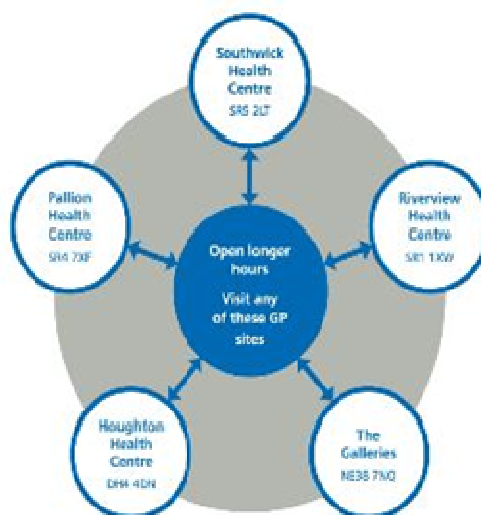 Southwick
Health
Centre
SR5 2LT
Pallion
Health
Centre
SR4 7XF
Riverview
Health
Centre
SR1 1XW
Open longer
hours
Visit any
of these GP
sites
Houghton
Health
Centre
DH4 4DN
The
Galleries
NE38 7NQ